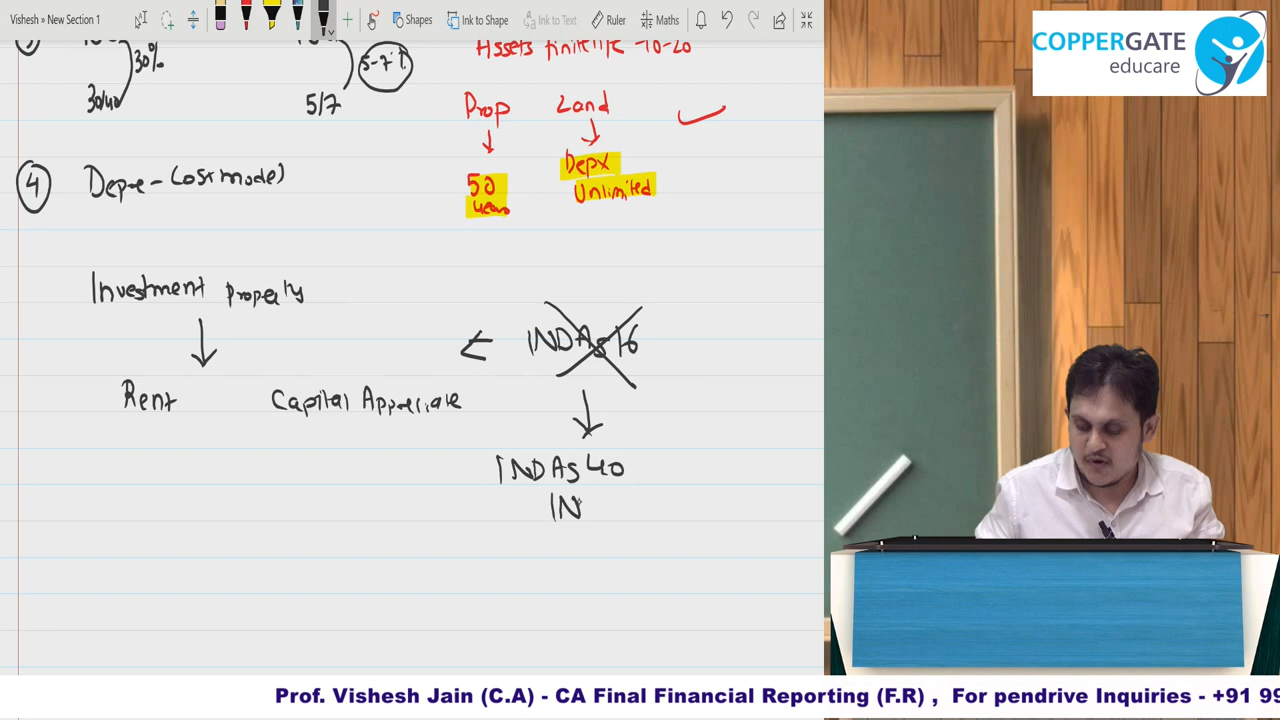 Vishesh » New Section 1
Shapes
Ink to Shape
Ink to Text
Ruler
Maths
COPPERGATE
educare
30%
30/40
5-7%
5/7
Assets finite life -10-20
Prop Land
50
Years
Depx
Unlimited
4 Depre - Cost model
Investment Property
INDAs 16
Rent Capital Appreciate
INDAs 40
IN
Prof. Vishesh Jain (C.A) - CA Final Financial Reporting (F.R) , For pendrive Inquiries - +91 99